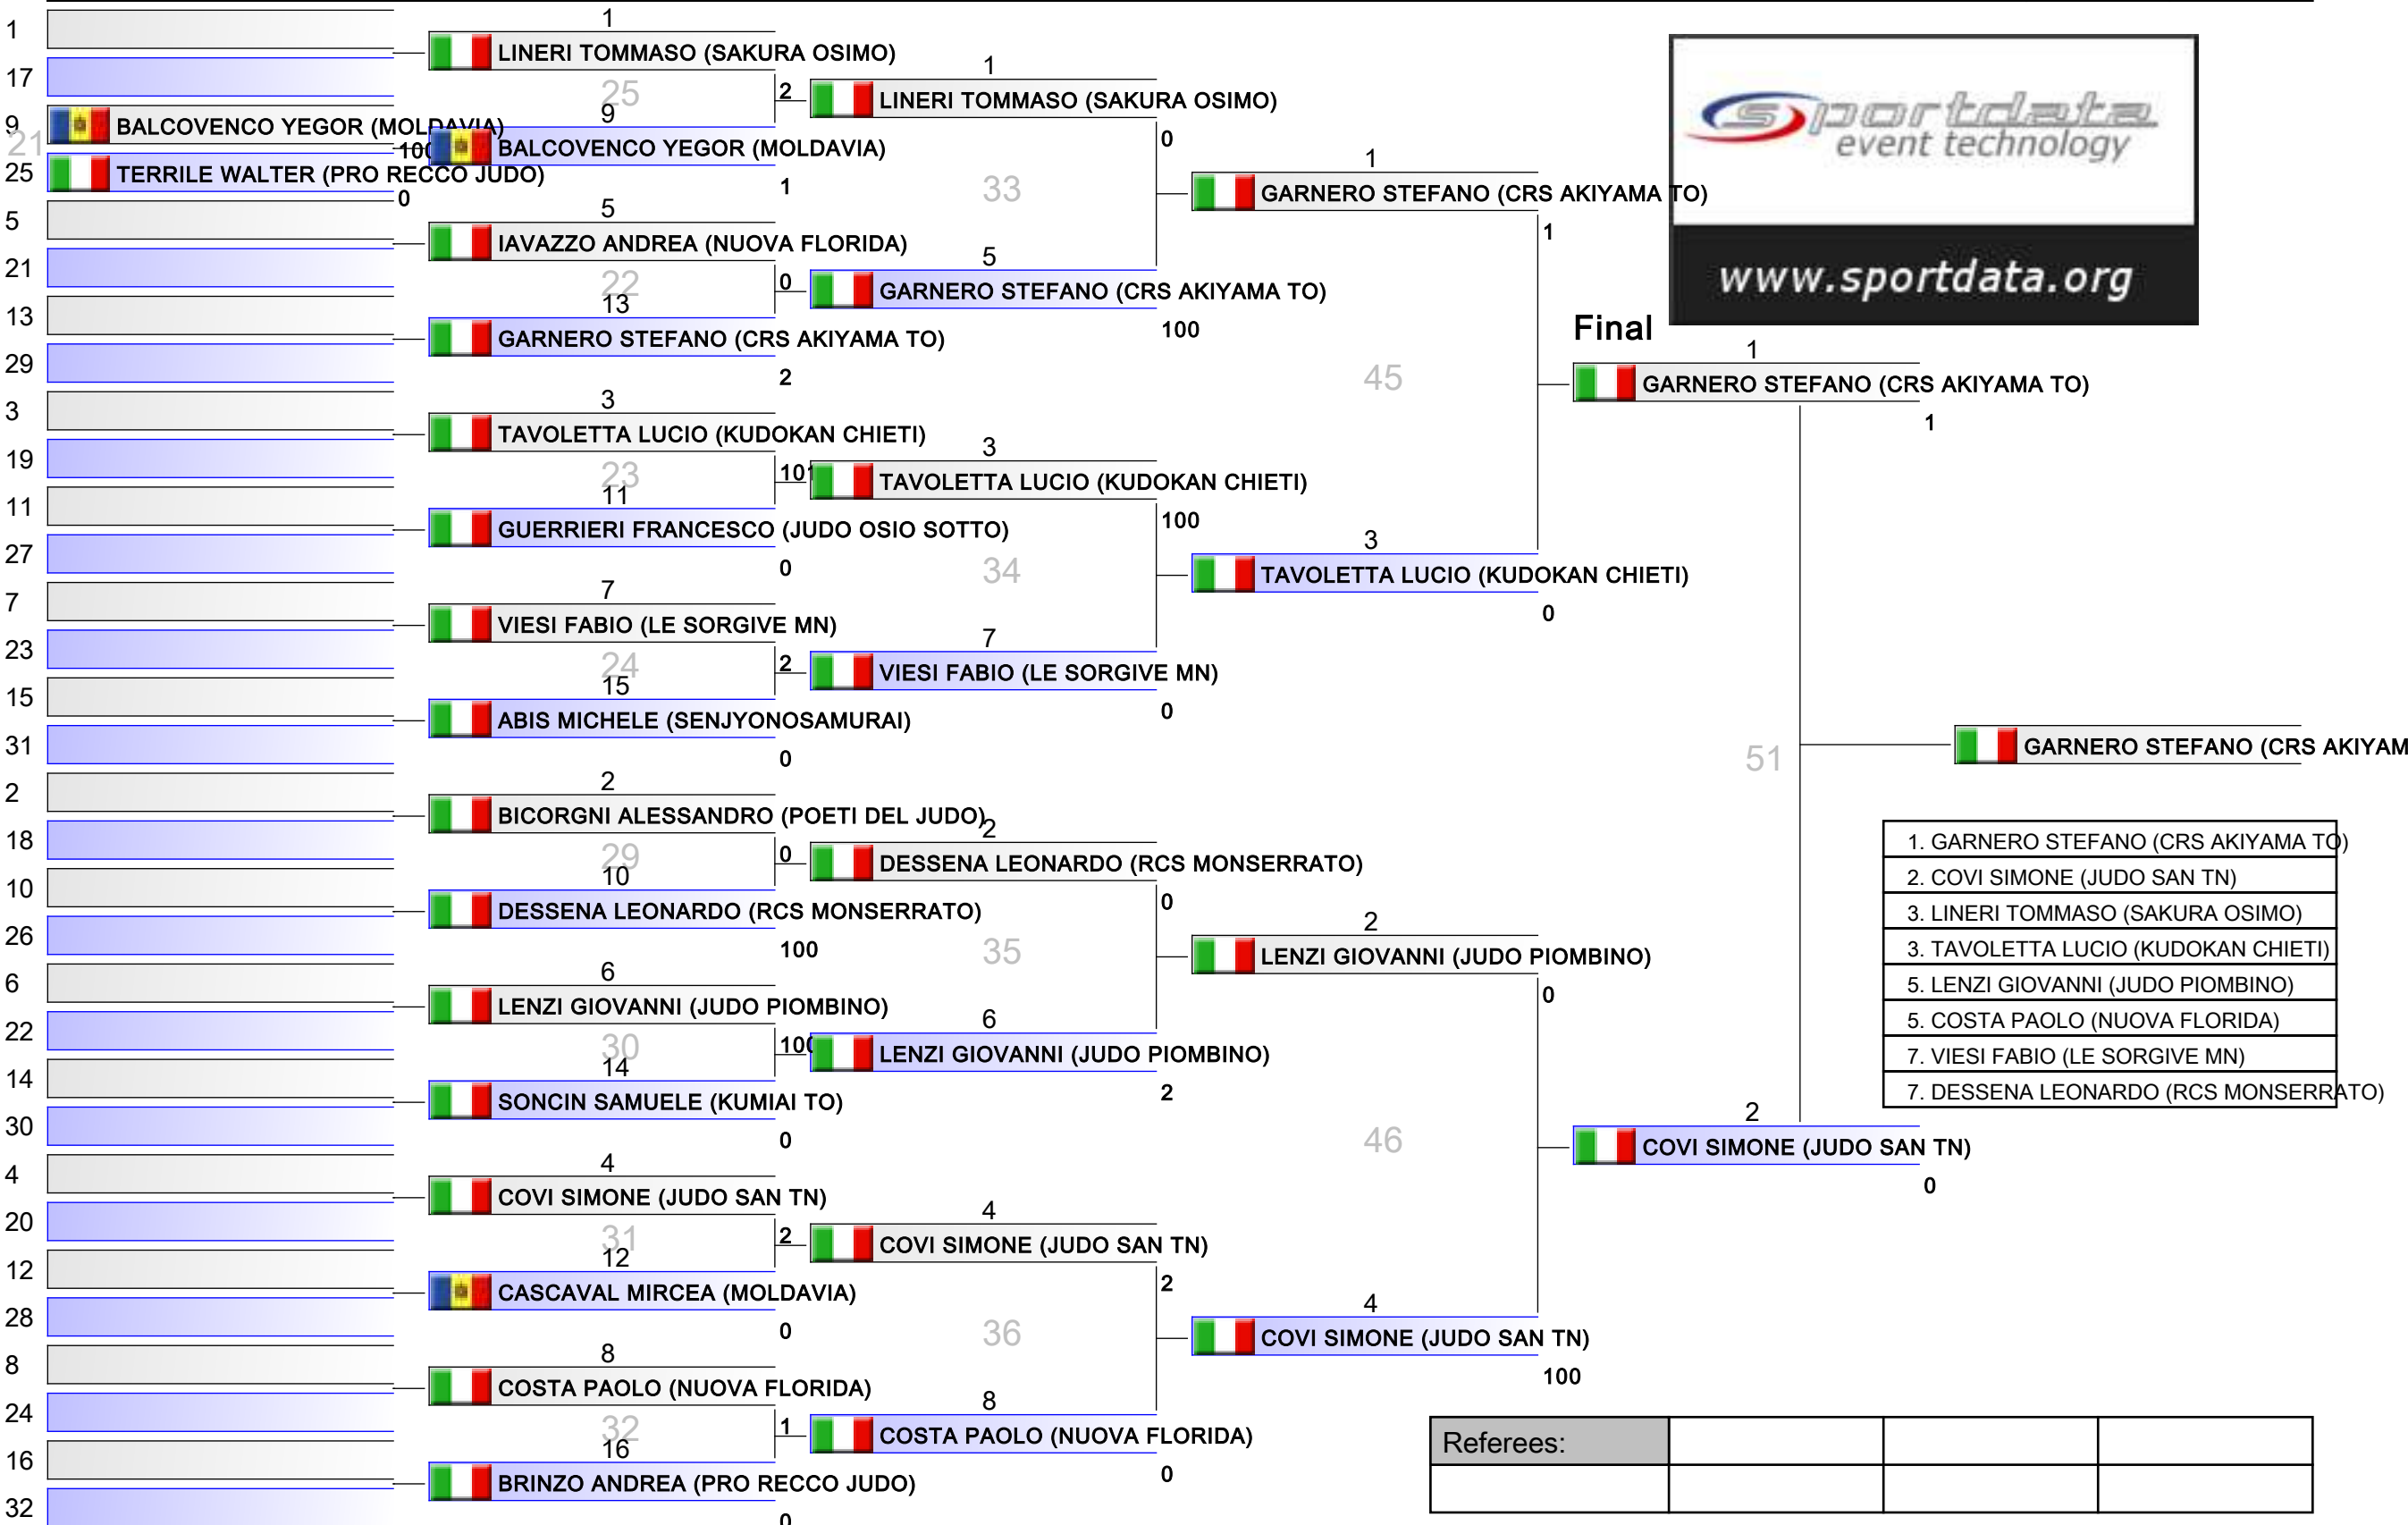 1
1
LINERI TOMMASO (SAKURA OSIMO)
17
25
2
1
LINERI TOMMASO (SAKURA OSIMO)
9
BALCOVENCO YEGOR (MOLDAVIA)
100
21
9
BALCOVENCO YEGOR (MOLDAVIA)
1
0
25
TERRILE WALTER (PRO RECCO JUDO)
0
33
1
GARNERO STEFANO (CRS AKIYAMA TO)
1
5
5
IAVAZZO ANDREA (NUOVA FLORIDA)
21
22
0
5
GARNERO STEFANO (CRS AKIYAMA TO)
100
13
13
GARNERO STEFANO (CRS AKIYAMA TO)
2
29
45
3
3
TAVOLETTA LUCIO (KUDOKAN CHIETI)
19
23
101
3
TAVOLETTA LUCIO (KUDOKAN CHIETI)
100
11
11
GUERRIERI FRANCESCO (JUDO OSIO SOTTO)
0
27
34
3
TAVOLETTA LUCIO (KUDOKAN CHIETI)
0
7
7
VIESI FABIO (LE SORGIVE MN)
23
24
2
7
VIESI FABIO (LE SORGIVE MN)
0
15
15
ABIS MICHELE (SENJYONOSAMURAI)
0
31
2
2
BICORGNI ALESSANDRO (POETI DEL JUDO)
18
29
0
2
DESSENA LEONARDO (RCS MONSERRATO)
0
10
10
DESSENA LEONARDO (RCS MONSERRATO)
100
26
35
2
LENZI GIOVANNI (JUDO PIOMBINO)
0
6
6
LENZI GIOVANNI (JUDO PIOMBINO)
22
30
100
6
LENZI GIOVANNI (JUDO PIOMBINO)
2
14
14
SONCIN SAMUELE (KUMIAI TO)
0
30
46
4
4
COVI SIMONE (JUDO SAN TN)
20
31
2
4
COVI SIMONE (JUDO SAN TN)
2
12
12
CASCAVAL MIRCEA (MOLDAVIA)
0
28
36
4
COVI SIMONE (JUDO SAN TN)
100
8
8
COSTA PAOLO (NUOVA FLORIDA)
24
32
1
8
COSTA PAOLO (NUOVA FLORIDA)
0
16
16
BRINZO ANDREA (PRO RECCO JUDO)
0
32
sportdata
event technology
www.sportdata.org
Final
1
GARNERO STEFANO (CRS AKIYAMA TO)
1
51
GARNERO STEFANO (CRS AKIYAM
2
COVI SIMONE (JUDO SAN TN)
0
1. GARNERO STEFANO (CRS AKIYAMA TO)
2. COVI SIMONE (JUDO SAN TN)
3. LINERI TOMMASO (SAKURA OSIMO)
3. TAVOLETTA LUCIO (KUDOKAN CHIETI)
5. LENZI GIOVANNI (JUDO PIOMBINO)
5. COSTA PAOLO (NUOVA FLORIDA)
7. VIESI FABIO (LE SORGIVE MN)
7. DESSENA LEONARDO (RCS MONSERRATO)
Referees: